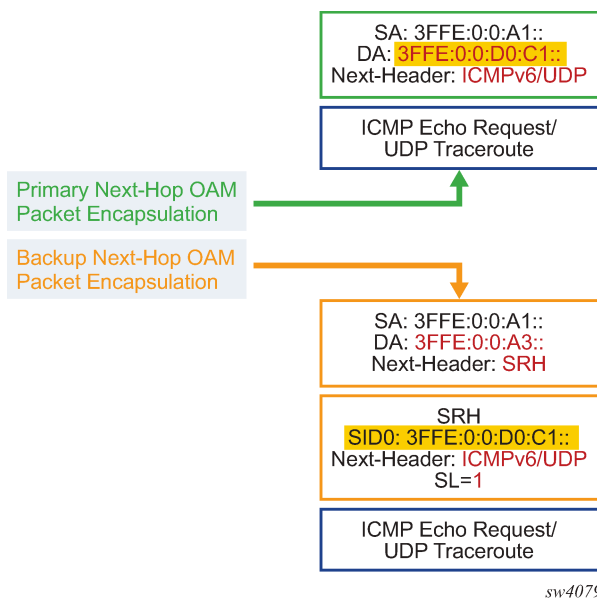 SA: 3FFE:0:0:A1::
DA: 3FFE:0:0:D0:C1::
Next-Header: ICMPv6/UDP
ICMP Echo Request/
UDP Traceroute
Primary Next-Hop OAM
Packet Encapsulation
Backup Next-Hop OAM
Packet Encapsulation
SA: 3FFE:0:0:A1::
DA: 3FFE:0:0:A3::
Next-Header: SRH
SRH
SID0: 3FFE:0:0:D0:C1::
Next-Header: ICMPv6/UDP
SL=1
ICMP Echo Request/
UDP Traceroute
sw4079